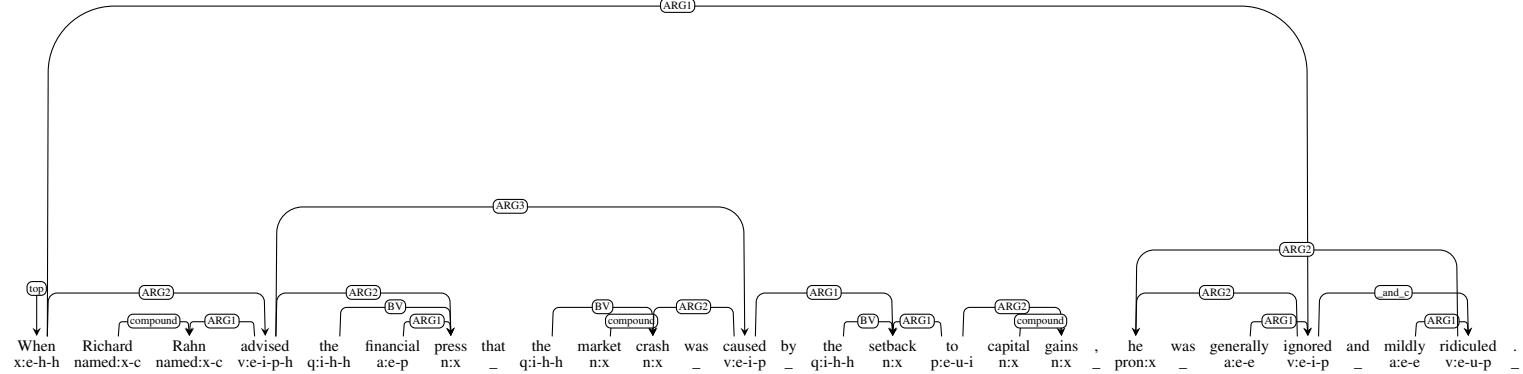 ARG1
ARG3
ARG2
top ARG2 ARG2 ARG1 ARG2 _and_c
BV BV ARG2 ARG2
compound ARG1 ARG1 compound BV ARG1 compound ARG1 ARG1
When Richard Rahn advised the financial press that the market crash was caused by the setback to capital gains , he was generally ignored and mildly ridiculed .
x:e-h-h named:x-c named:x-c v:e-i-p-h q:i-h-h a:e-p n:x _ q:i-h-h n:x n:x _ v:e-i-p _ q:i-h-h n:x p:e-u-i n:x n:x _ pron:x _ a:e-e v:e-i-p _ a:e-e v:e-u-p _